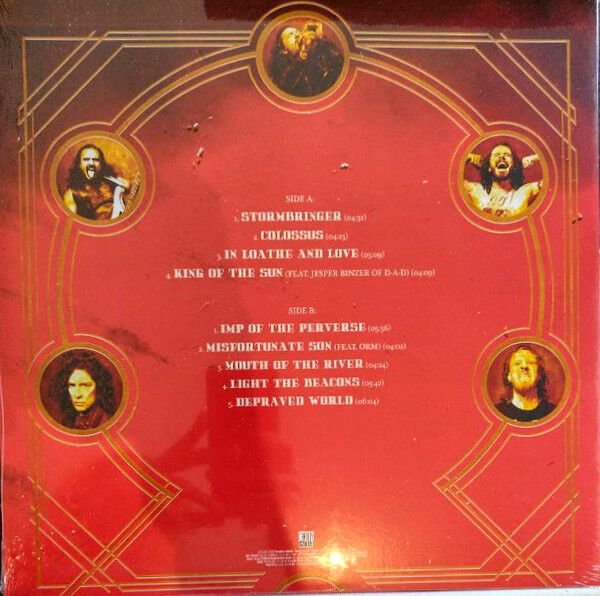 SIDE A:
1. STORMBRINGER (04:32)
2. COLOSSUS (04:23)
3. IN LOATHE AND LOVE (05:09)
4. KING OF THE SUN (FEAT. JESPER BINZER OF D-A-D) (04:09)
SIDE B:
1. IMP OF THE PERVERSE (05:56)
2. MISFORTUNATE SON (FEAT. ORM) (04:02)
3. MOUTH OF THE RIVER (04:24)
4. LIGHT THE BEACONS (03:42)
5. DEPRAVED WORLD (06:04)